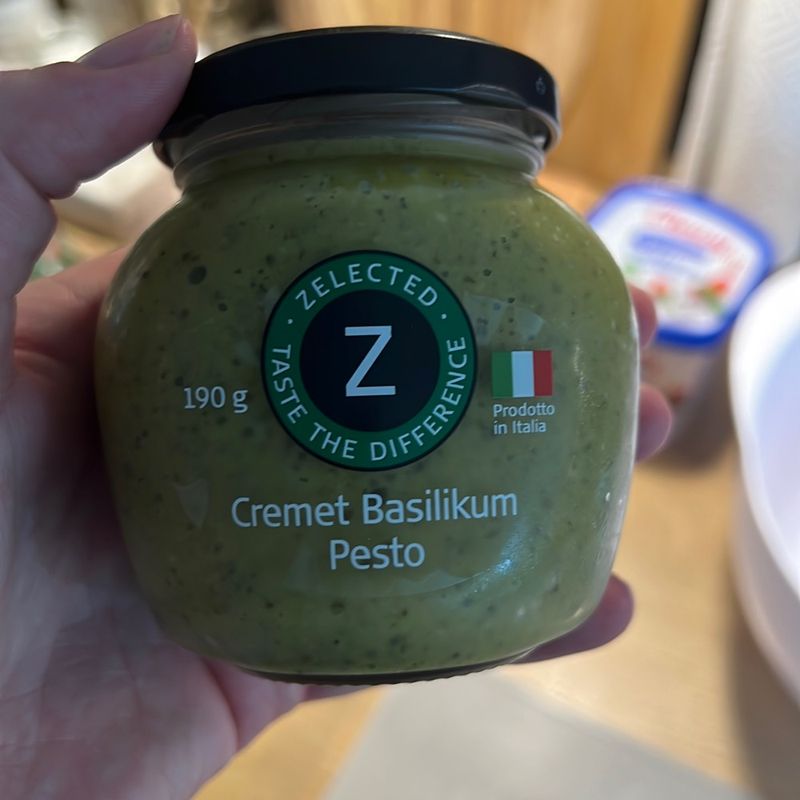 · ZELECTED ·
TASTE THE DIFFERENCE
Z
190 g
Prodotto
in Italia
Cremet Basilikum
Pesto